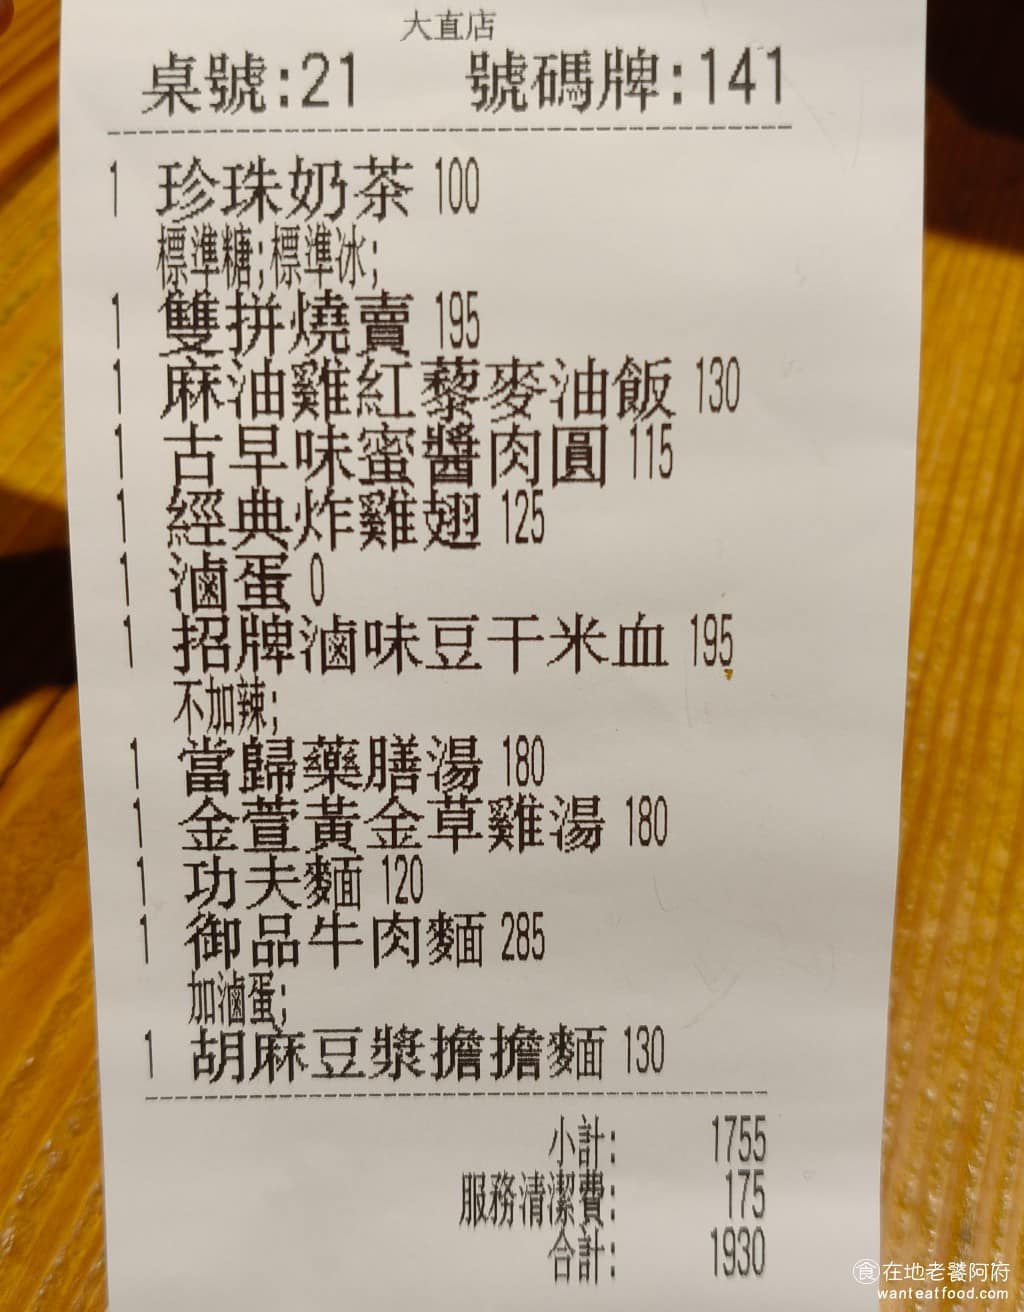 大直店
桌號:21 號碼牌:141
1 珍珠奶茶 100
標準糖;標準冰;
1 雙拼燒賣 195
1 麻油雞紅藜麥油飯 130
1 古早味蜜醬肉圓 115
1 經典炸雞翅 125
1 滷蛋 0
1 招牌滷味豆干米血 195
不加辣;
1 當歸藥膳湯 180
1 金萱黃金草雞湯 180
1 功夫麵 120
1 御品牛肉麵 285
加滷蛋;
1 胡麻豆漿擔擔麵 130
小計: 1755
服務清潔費: 175
合計: 1930
食在地老饕阿府
wanteatfood.com